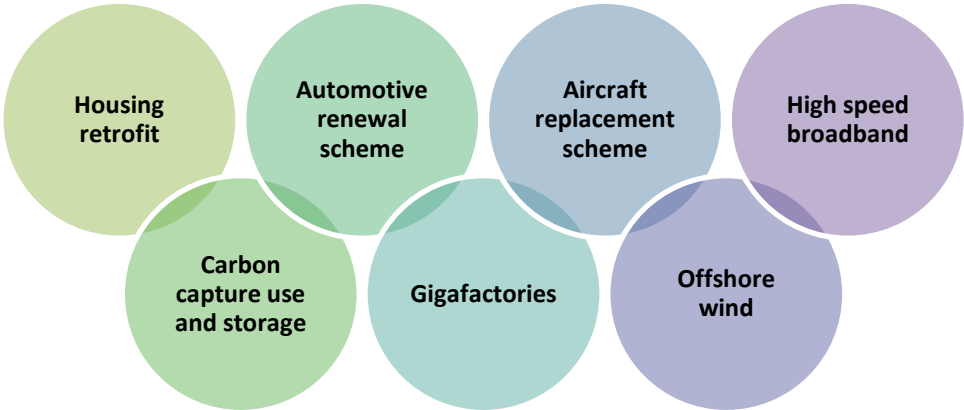 Housing
retrofit
Automotive
renewal
scheme
Aircraft
replacement
scheme
High speed
broadband
Carbon
capture use
and storage
Gigafactories
Offshore
wind